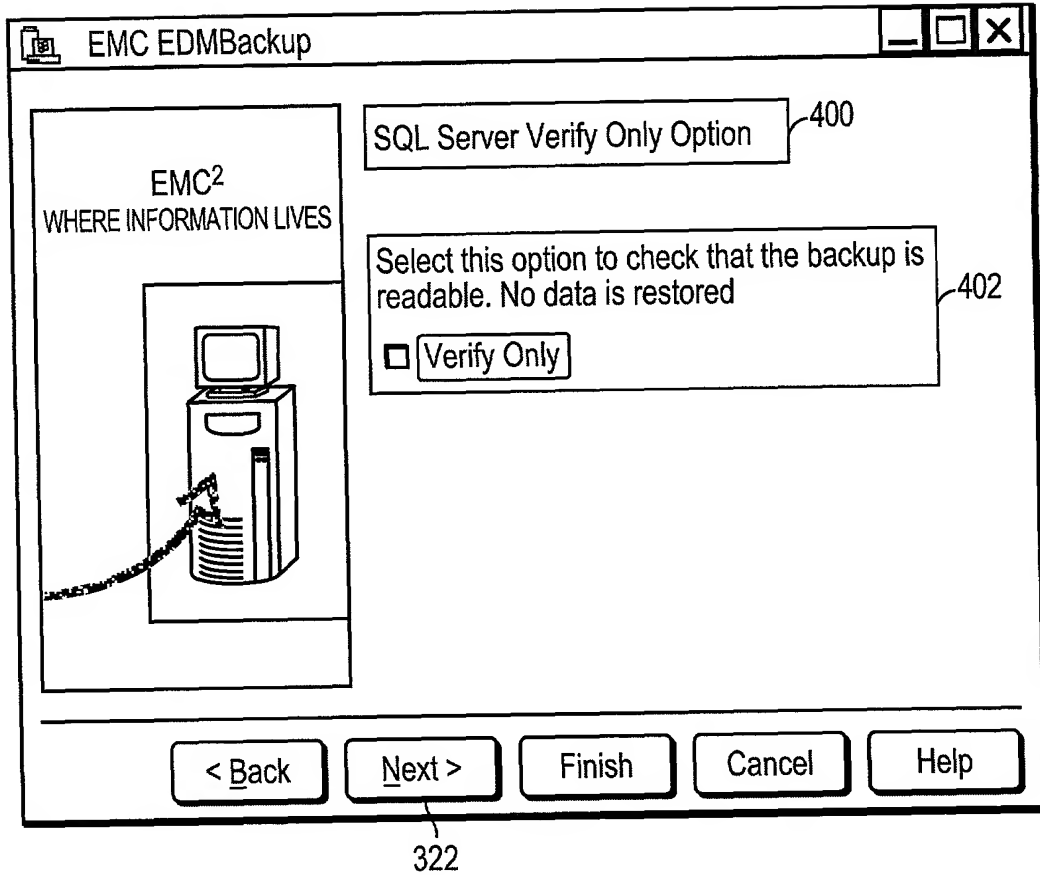 EMC EDMBackup
EMC2
WHERE INFORMATION LIVES
SQL Server Verify Only Option
400
Select this option to check that the backup is
readable. No data is restored
Verify Only
402
< Back
Next >
Finish
Cancel
Help
322